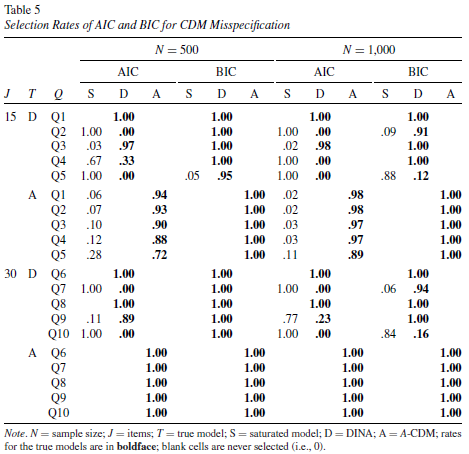 Table 5
Selection Rates of AIC and BIC for CDM Misspecification
N = 500 N = 1,000
AIC BIC AIC BIC
J T Q S D A S D A S D A S D A
15 D Q1 1.00 1.00 1.00 1.00
Q2 1.00 .00 1.00 1.00 .00 .09 .91
Q3 .03 .97 1.00 .02 .98 1.00
Q4 .67 .33 1.00 1.00 .00 1.00
Q5 1.00 .00 .05 .95 1.00 .00 .88 .12
A Q1 .06 .94 1.00 .02 .98 1.00
Q2 .07 .93 1.00 .02 .98 1.00
Q3 .10 .90 1.00 .03 .97 1.00
Q4 .12 .88 1.00 .03 .97 1.00
Q5 .28 .72 1.00 .11 .89 1.00
30 D Q6 1.00 1.00 1.00 1.00
Q7 1.00 .00 1.00 1.00 .00 .06 .94
Q8 1.00 1.00 1.00 1.00
Q9 .11 .89 1.00 .77 .23 1.00
Q10 1.00 .00 1.00 1.00 .00 .84 .16
A Q6 1.00 1.00 1.00 1.00
Q7 1.00 1.00 1.00 1.00
Q8 1.00 1.00 1.00 1.00
Q9 1.00 1.00 1.00 1.00
Q10 1.00 1.00 1.00 1.00
Note. N = sample size; J = items; T = true model; S = saturated model; D = DINA; A = A-CDM; rates
for the true models are in boldface; blank cells are never selected (i.e., 0).